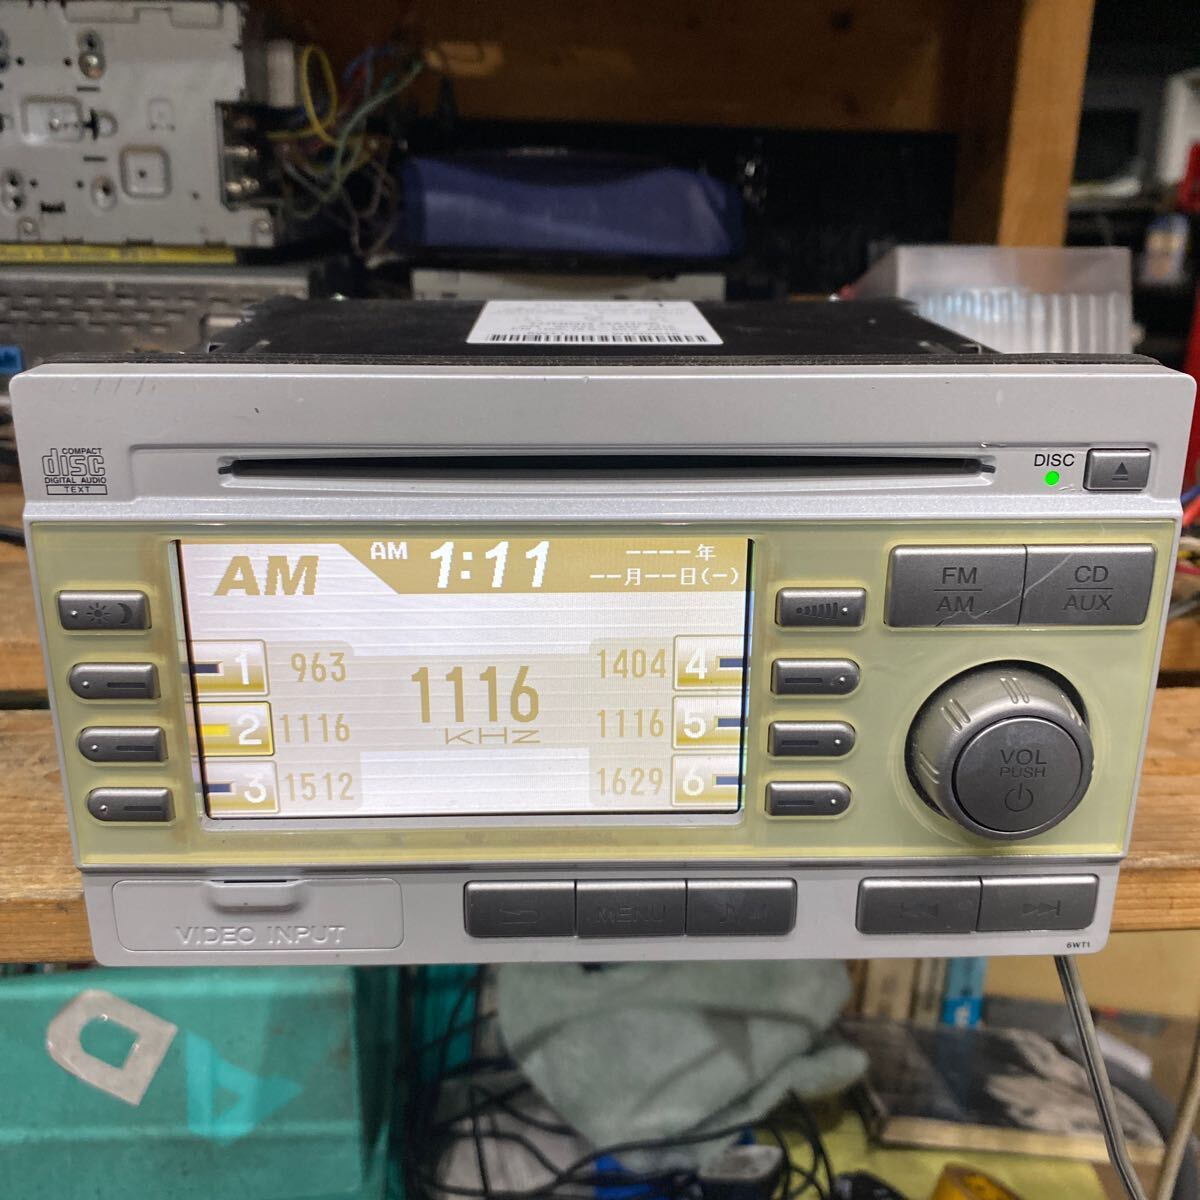 COMPACT
disc
DIGITAL AUDIO
TEXT
DISC
AM
AM 1:11
----年
--月--日(-)
FM
AM
CD
AUX
1 963
1404 4
1116
KHz
2 1116
1116 5
3 1512
1629 6
VOL
PUSH
VIDEO INPUT
MENU
6WT1